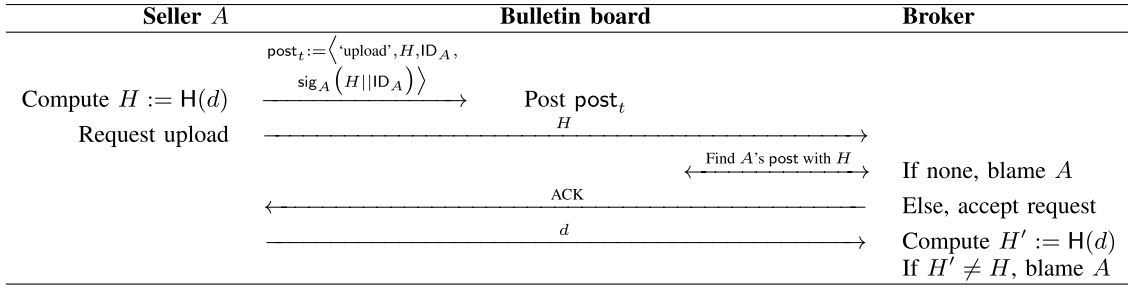 Seller A Bulletin board Broker
post_t := ⟨‘upload’, H, ID_A,
sig_A (H||ID_A)⟩
Compute H := H(d) Post post_t
Request upload H
Find A’s post with H If none, blame A
ACK Else, accept request
d Compute H′ := H(d)
If H′ ≠ H, blame A